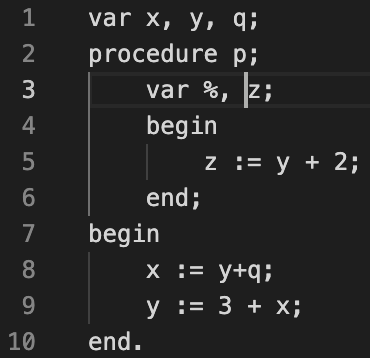 1 var x, y, q;
2 procedure p;
3 var %, z;
4 begin
5 z := y + 2;
6 end;
7 begin
8 x := y+q;
9 y := 3 + x;
10 end.